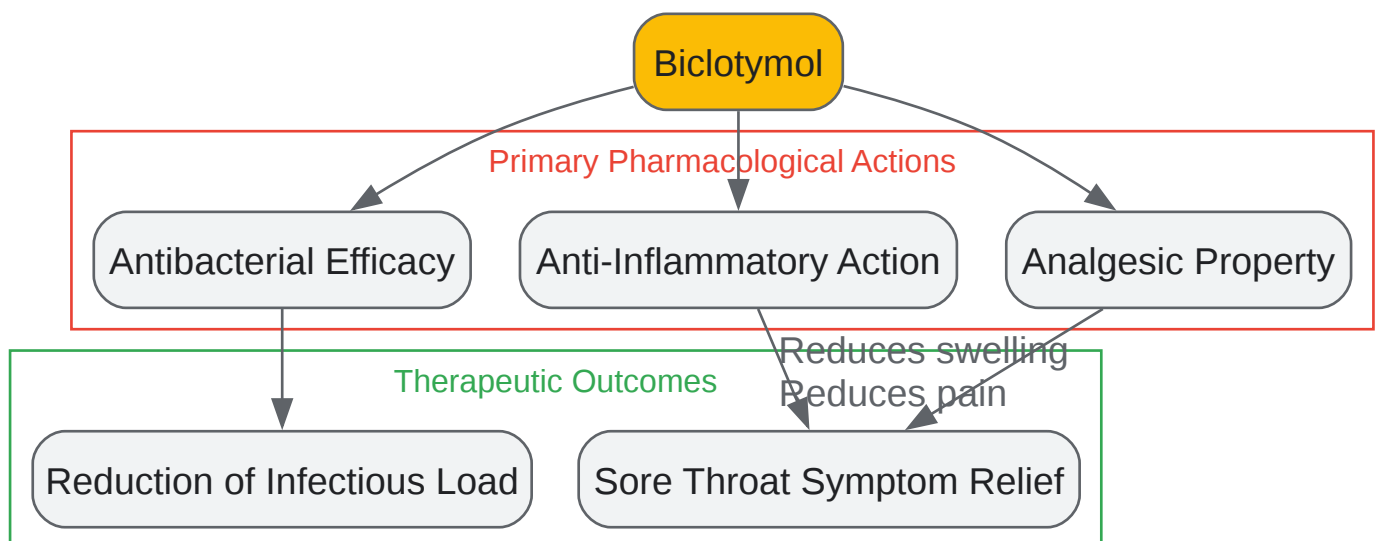 Biclotymol
Primary Pharmacological Actions
Antibacterial Efficacy
Anti-Inflammatory Action
Analgesic Property
Reduces swelling
Reduces pain
Therapeutic Outcomes
Reduction of Infectious Load
Sore Throat Symptom Relief